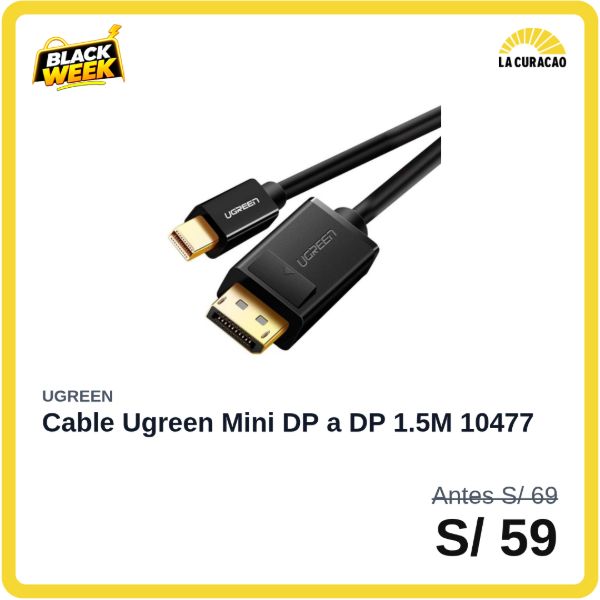 BLACK
WEEK
LA CURACAO
UGREEN
UGREEN
UGREEN
Cable Ugreen Mini DP a DP 1.5M 10477
Antes S/ 69
S/ 59